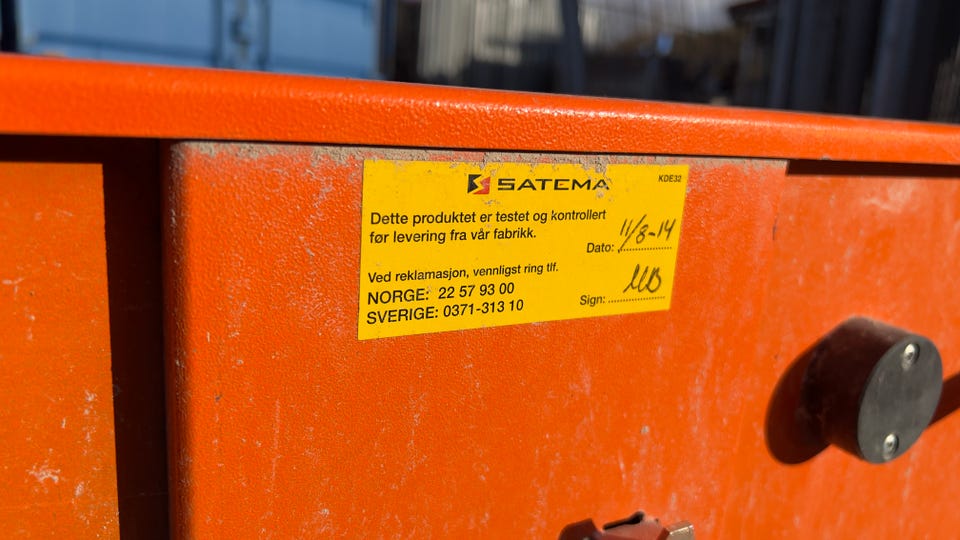 SATEMA
KDE32
Dette produktet er testet og kontrollert
før levering fra vår fabrikk.
Dato: 11/8-14
Ved reklamasjon, vennligst ring tlf.
NORGE: 22 57 93 00
SVERIGE: 0371-313 10
Sign: